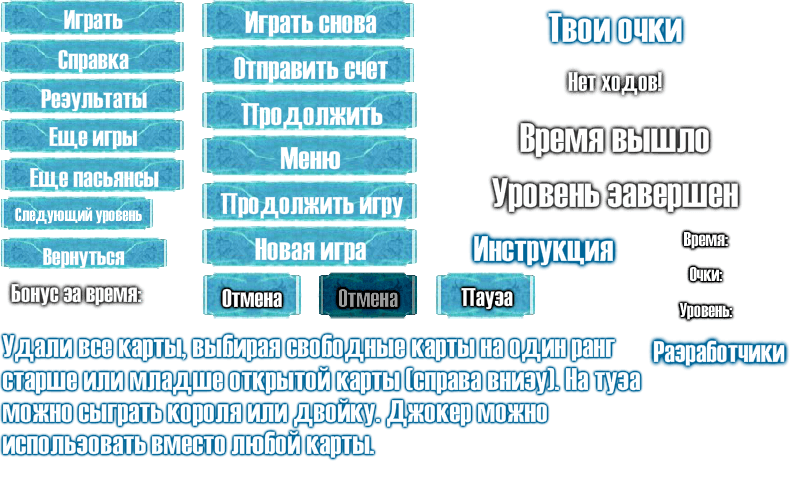 Играть
Справка
Результаты
Еще игры
Еще пасьянсы
Следующий уровень
Вернуться
Бонус за время:
Играть снова
Отправить счет
Продолжить
Меню
Продолжить игру
Новая игра
Отмена
Отмена
Пауза
Твои очки
Нет ходов!
Время вышло
Уровень завершен
Инструкция
Время:
Очки:
Уровень:
Разработчики
Удали все карты, выбирая свободные карты на один ранг
старше или младше открытой карты (справа внизу). На туза
можно сыграть короля или двойку. Джокер можно
использовать вместо любой карты.